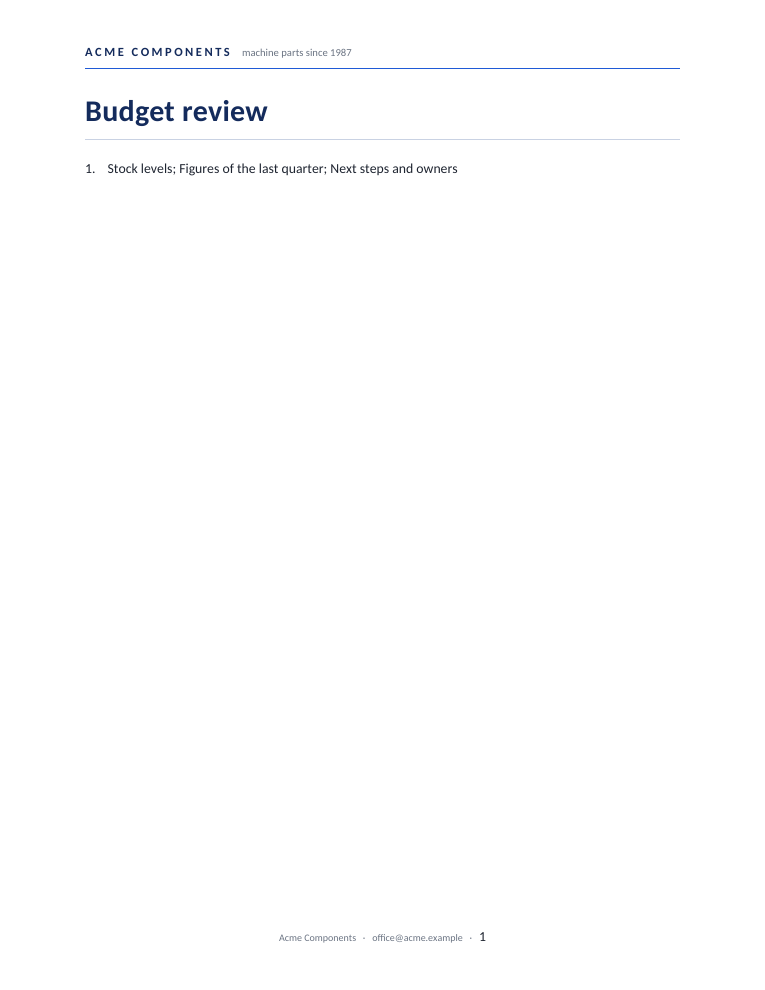 ACME COMPONENTS machine parts since 1987
Budget review
1. Stock levels; Figures of the last quarter; Next steps and owners
Acme Components · office@acme.example · 1